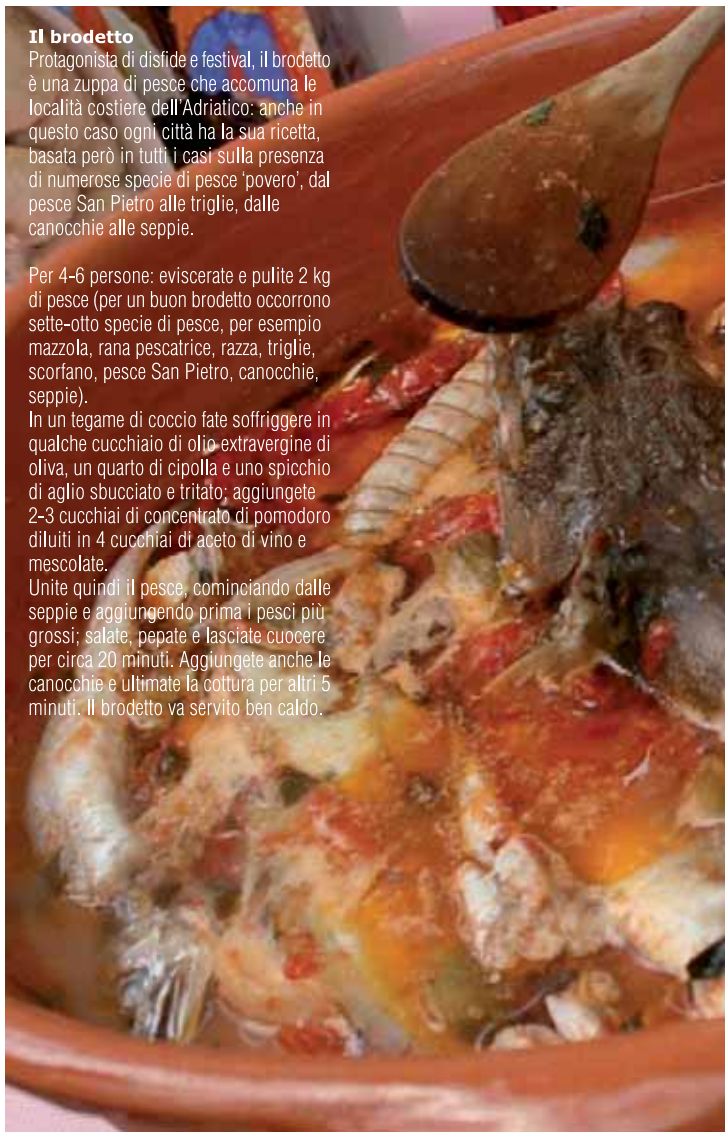 Il brodetto
Protagonista di disfide e festival, il brodetto
è una zuppa di pesce che accomuna le
località costiere dell'Adriatico: anche in
questo caso ogni città ha la sua ricetta,
basata però in tutti i casi sulla presenza
di numerose specie di pesce 'povero', dal
pesce San Pietro alle triglie, dalle
canocchie alle seppie.
Per 4-6 persone: eviscerate e pulite 2 kg
di pesce (per un buon brodetto occorrono
sette-otto specie di pesce, per esempio
mazzola, rana pescatrice, razza, triglie,
scorfano, pesce San Pietro, canocchie,
seppie).
In un tegame di coccio fate soffriggere in
qualche cucchiaio di olio extravergine di
oliva, un quarto di cipolla e uno spicchio
di aglio sbucciato e tritato; aggiungete
2-3 cucchiai di concentrato di pomodoro
diluiti in 4 cucchiai di aceto di vino e
mescolate.
Unite quindi il pesce, cominciando dalle
seppie e aggiungendo prima i pesci più
grossi; salate, pepate e lasciate cuocere
per circa 20 minuti. Aggiungete anche le
canocchie e ultimate la cottura per altri 5
minuti. Il brodetto va servito ben caldo.